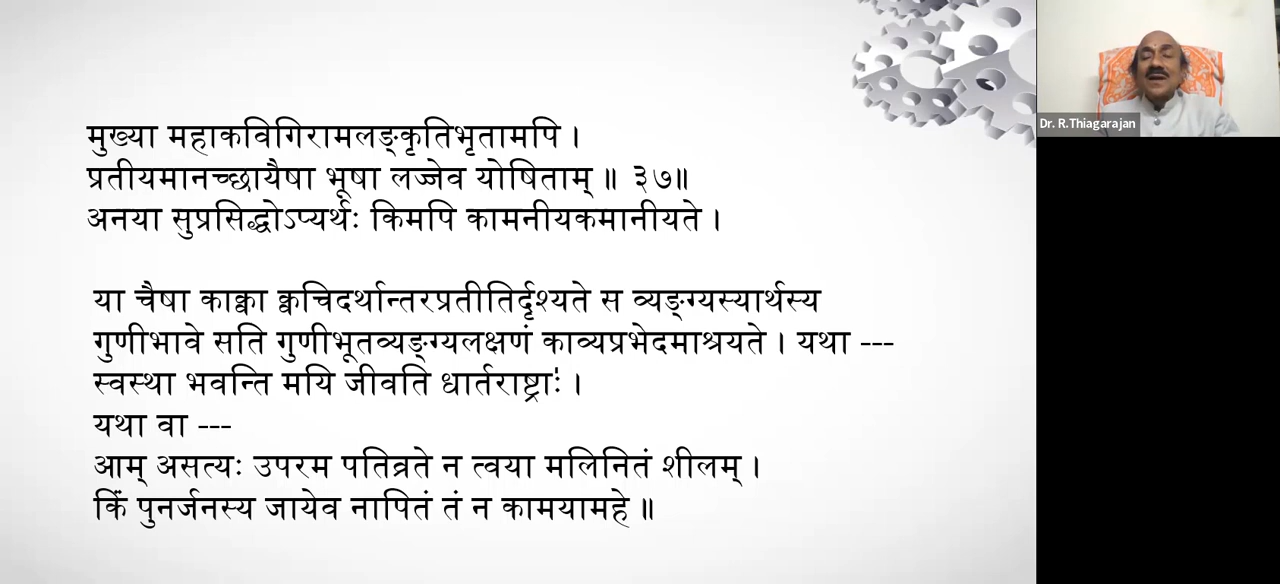 मुख्या महाकविगिरामलङ्कृतिभृतामपि ।
प्रतीयमानच्छायैषा भूषा लज्जेव योषिताम् ॥ ३७॥
अनया सुप्रसिद्धोऽप्यर्थः किमपि कामनीयकमानीयते ।
या चैषा काक्वा क्वचिदर्थान्तरप्रतीतिर्दृश्यते स व्यङ्ग्यस्यार्थस्य
गुणीभावे सति गुणीभूतव्यङ्ग्यलक्षणं काव्यप्रभेदमाश्रयते । यथा ---
स्वस्था भवन्ति मयि जीवति धार्तराष्ट्राः' ।
यथा वा ---
आम् असत्यः उपरम पतिव्रते न त्वया मलिनितं शीलम् ।
किं पुनर्जनस्य जायेव नापितं तं न कामयामहे ॥
Dr. R.Thiagarajan